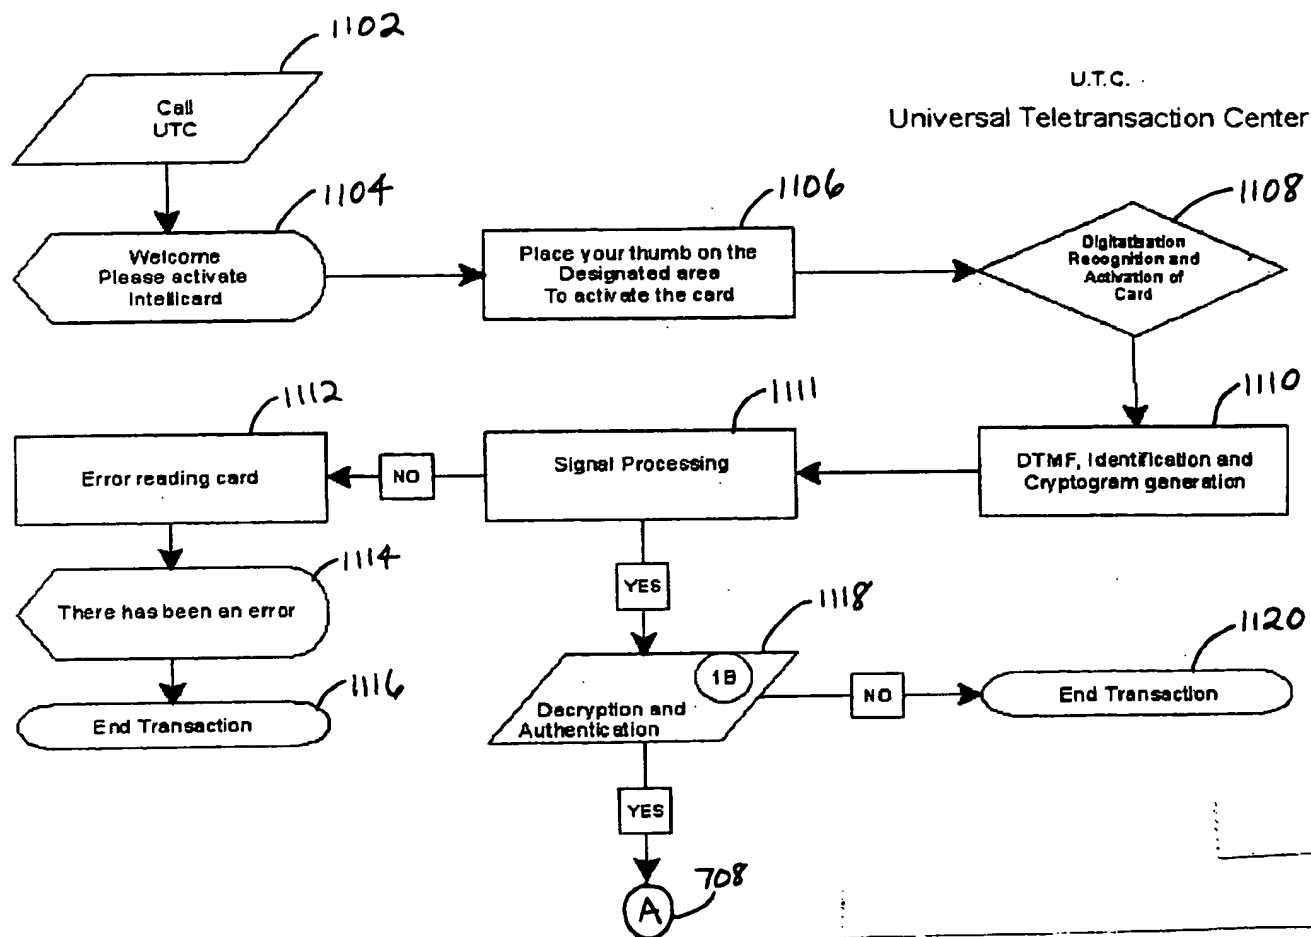 1102
Call
UTC
U.T.C.
Universal Teletransaction Center
1104
Welcome
Please activate
Intellicard
1106
Place your thumb on the
Designated area
To activate the card
1108
Digitatisation
Recognition and
Activation of
Card
1112
Error reading card
NO
1111
Signal Processing
1110
DTMF, Identification and
Cryptogram generation
1114
There has been an error
YES
1118
1B
Decryption and
Authentication
NO
1120
End Transaction
1116
End Transaction
YES
A
708